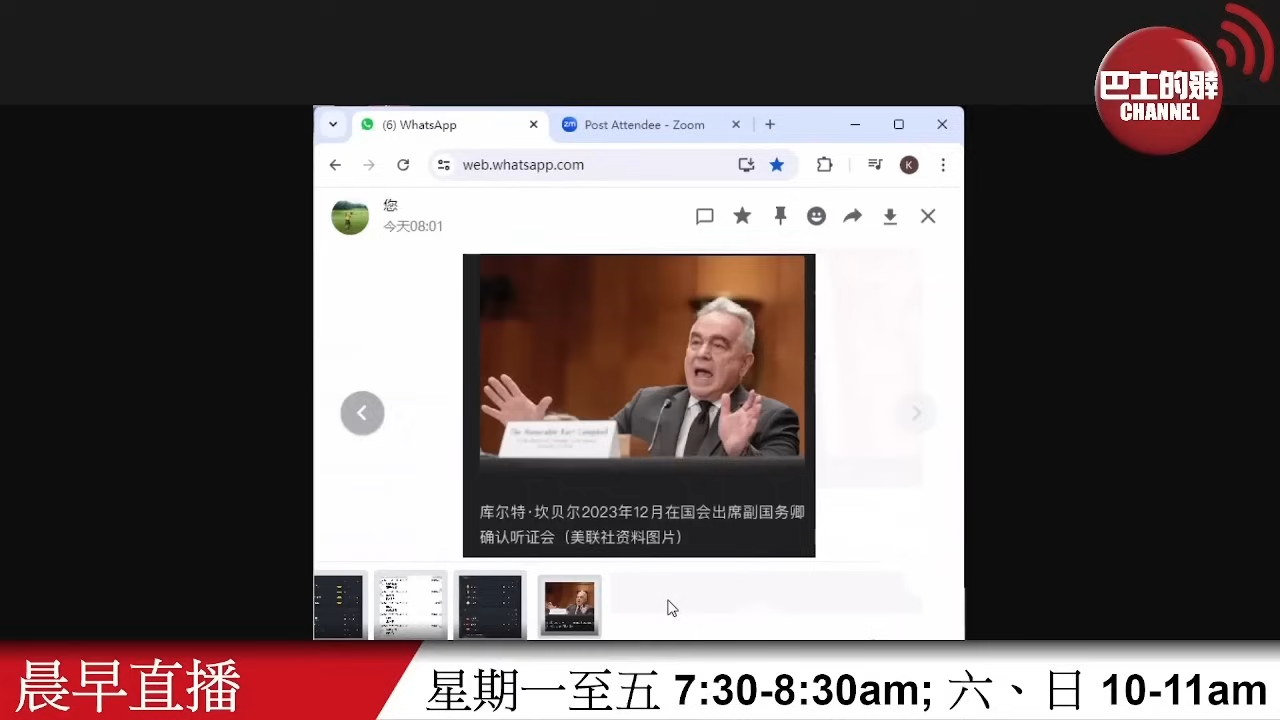 巴士的報
CHANNEL
(6) WhatsApp
zm
Post Attendee - Zoom
web.whatsapp.com
K
您
今天08:01
The Honorable Kurt Campbell
库尔特·坎贝尔2023年12月在国会出席副国务卿
确认听证会（美联社资料图片）
晨早直播
星期一至五 7:30-8:30am; 六、日 10-11am